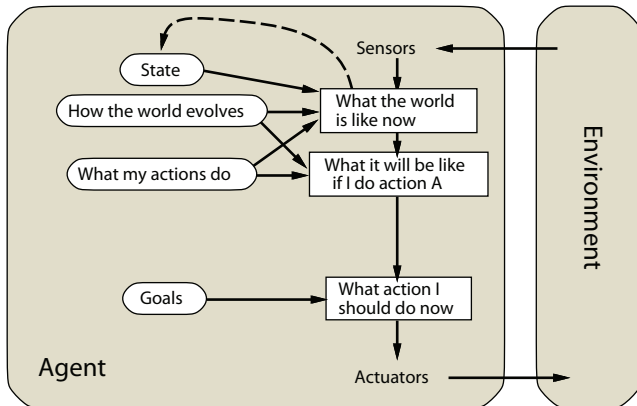 Sensors
State
How the world evolves
What the world
is like now
What my actions do
What it will be like
if I do action A
Goals
What action I
should do now
Agent
Actuators
Environment